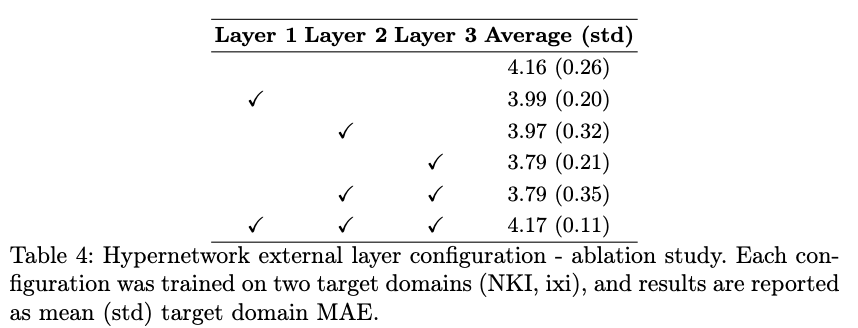 Layer 1 Layer 2 Layer 3 Average (std)
4.16 (0.26)
✓ 3.99 (0.20)
✓ 3.97 (0.32)
✓ 3.79 (0.21)
✓ ✓ 3.79 (0.35)
✓ ✓ ✓ 4.17 (0.11)
Table 4: Hypernetwork external layer configuration - ablation study. Each con-
figuration was trained on two target domains (NKI, ixi), and results are reported
as mean (std) target domain MAE.